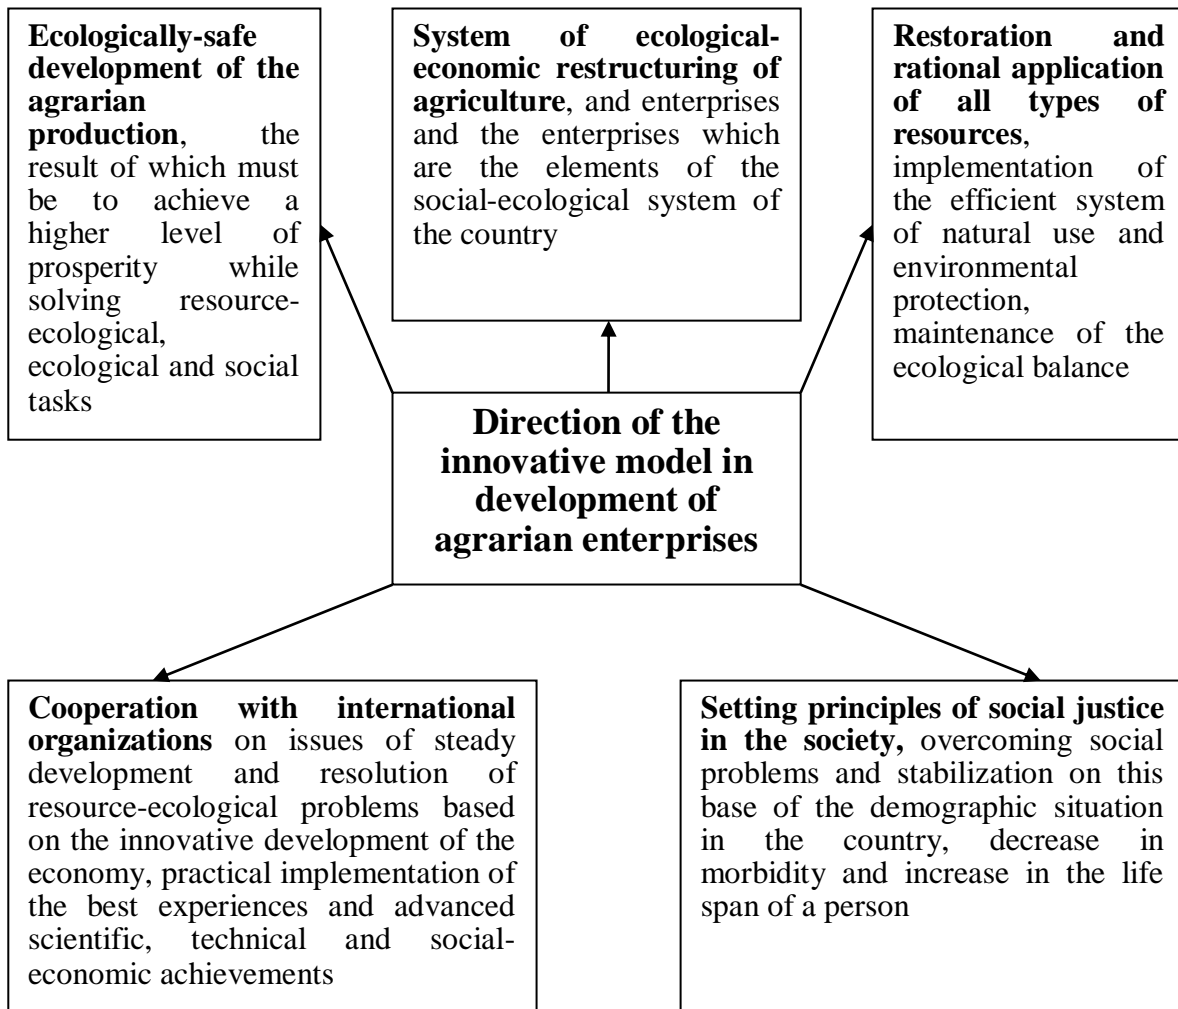 Ecologically-safe
development of the
agrarian
production, the
result of which must
be to achieve a
higher level of
prosperity while
solving resource-
ecological,
ecological and social
tasks
System of ecological-
economic restructuring of
agriculture, and enterprises
and the enterprises which
are the elements of the
social-ecological system of
the country
Restoration and
rational application
of all types of
resources,
implementation of
the efficient system
of natural use and
environmental
protection,
maintenance of the
ecological balance
Direction of the
innovative model in
development of
agrarian enterprises
Cooperation with international
organizations on issues of steady
development and resolution of
resource-ecological problems based
on the innovative development of the
economy, practical implementation of
the best experiences and advanced
scientific, technical and social-
economic achievements
Setting principles of social justice
in the society, overcoming social
problems and stabilization on this
base of the demographic situation
in the country, decrease in
morbidity and increase in the life
span of a person